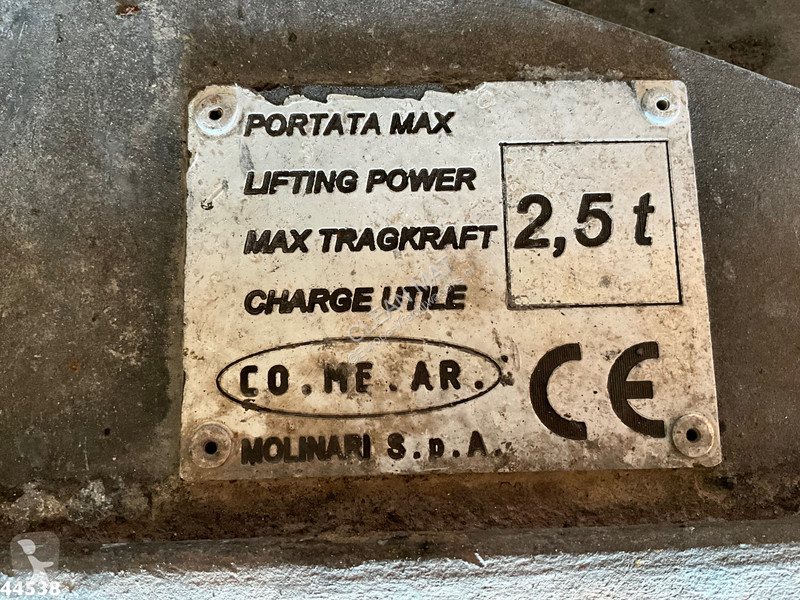 PORTATA MAX
LIFTING POWER
MAX TRAGKRAFT
CHARGE UTILE
2,5 t
CO.ME.AR.
CE
MOLINARI S.p.A.
44538